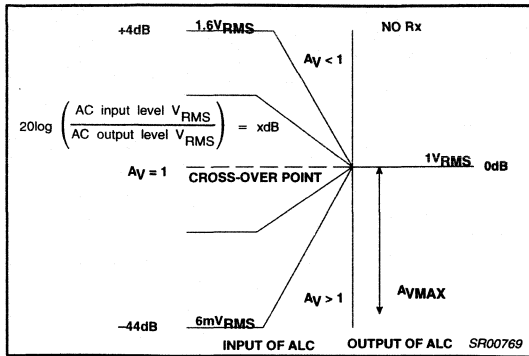 +4dB 1.6VRMS NO Rx
AV < 1
20log ( AC input level VRMS / AC output level VRMS ) = xdB
1VRMS 0dB
AV = 1 CROSS-OVER POINT
AVMAX
AV > 1
–44dB 6mVRMS
INPUT OF ALC OUTPUT OF ALC SR00769